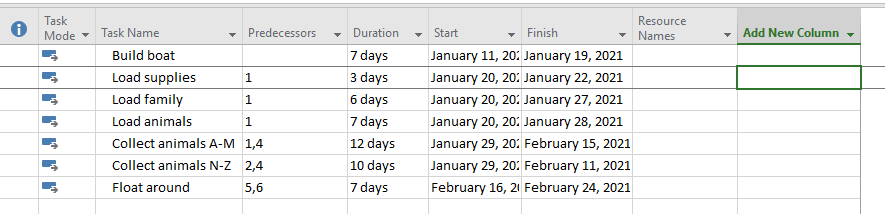 Task Mode Task Name Predecessors Duration Start Finish Resource Names Add New Column
Build boat 7 days January 11, 202 January 19, 2021
Load supplies 1 3 days January 20, 202 January 22, 2021
Load family 1 6 days January 20, 202 January 27, 2021
Load animals 1 7 days January 20, 202 January 28, 2021
Collect animals A-M 1,4 12 days January 29, 202 February 15, 2021
Collect animals N-Z 2,4 10 days January 29, 202 February 11, 2021
Float around 5,6 7 days February 16, 20 February 24, 2021